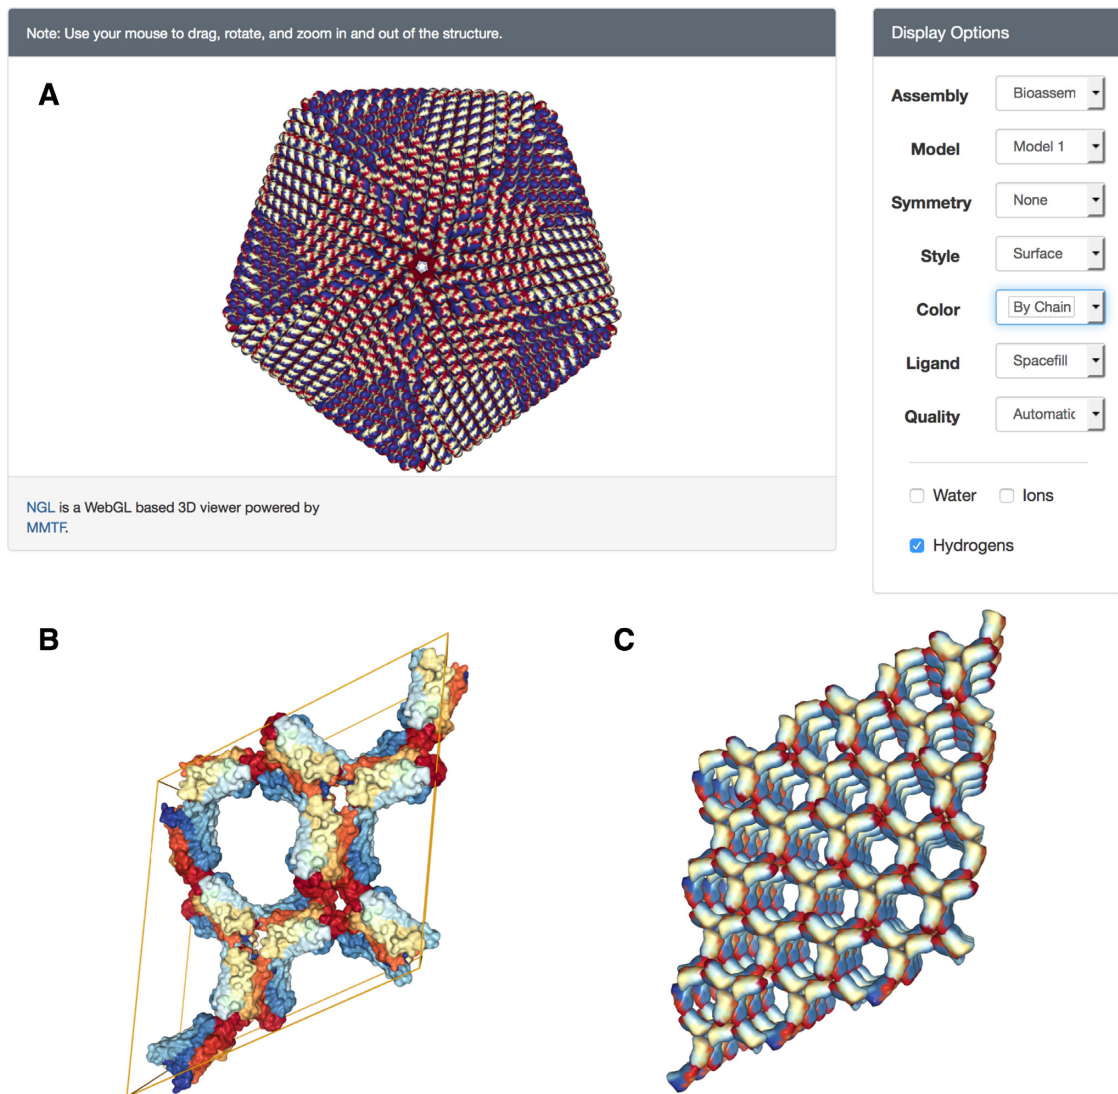 Note: Use your mouse to drag, rotate, and zoom in and out of the structure.
Display Options
A
Assembly Bioassem
Model Model 1
Symmetry None
Style Surface
Color By Chain
Ligand Spacefill
Quality Automatic
NGL is a WebGL based 3D viewer powered by
MMTF.
Water Ions
Hydrogens
B
C